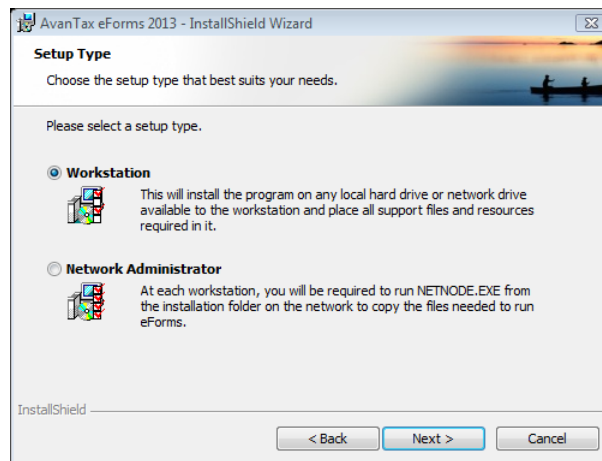 AvanTax eForms 2013 - InstallShield Wizard
Setup Type
Choose the setup type that best suits your needs.
Please select a setup type.
Workstation
This will install the program on any local hard drive or network drive
available to the workstation and place all support files and resources
required in it.
Network Administrator
At each workstation, you will be required to run NETNODE.EXE from
the installation folder on the network to copy the files needed to run
eForms.
InstallShield
< Back Next > Cancel